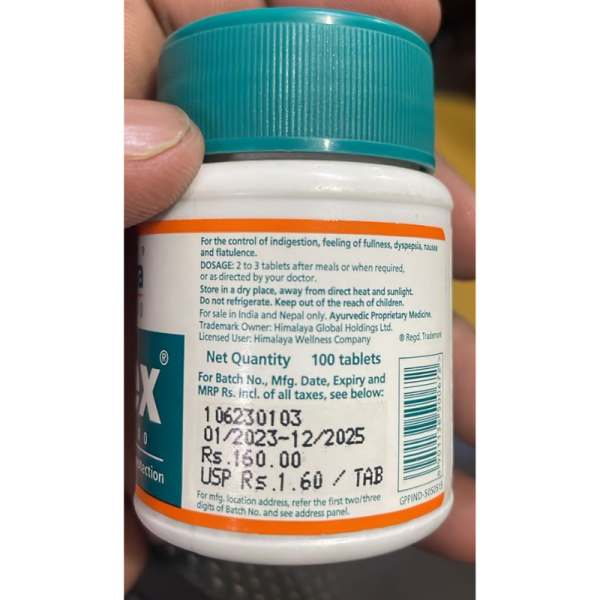 For the control of indigestion, feeling of fullness, dyspepsia, nausea
and flatulence.
DOSAGE: 2 to 3 tablets after meals or when required,
or as directed by your doctor.
Store in a dry place, away from direct heat and sunlight.
Do not refrigerate. Keep out of the reach of children.
For sale in India and Nepal only. Ayurvedic Proprietary Medicine.
Trademark Owner: Himalaya Global Holdings Ltd.
® Regd. Trademark
Licensed User: Himalaya Wellness Company
Net Quantity 100 tablets
For Batch No., Mfg. Date, Expiry and
MRP Rs. Incl. of all taxes, see below:
106230103
01/2023-12/2025
Rs.160.00
USP Rs.1.60 / TAB
For mfg. location address, refer the first two/three
digits of Batch No. and see address panel.
ex®